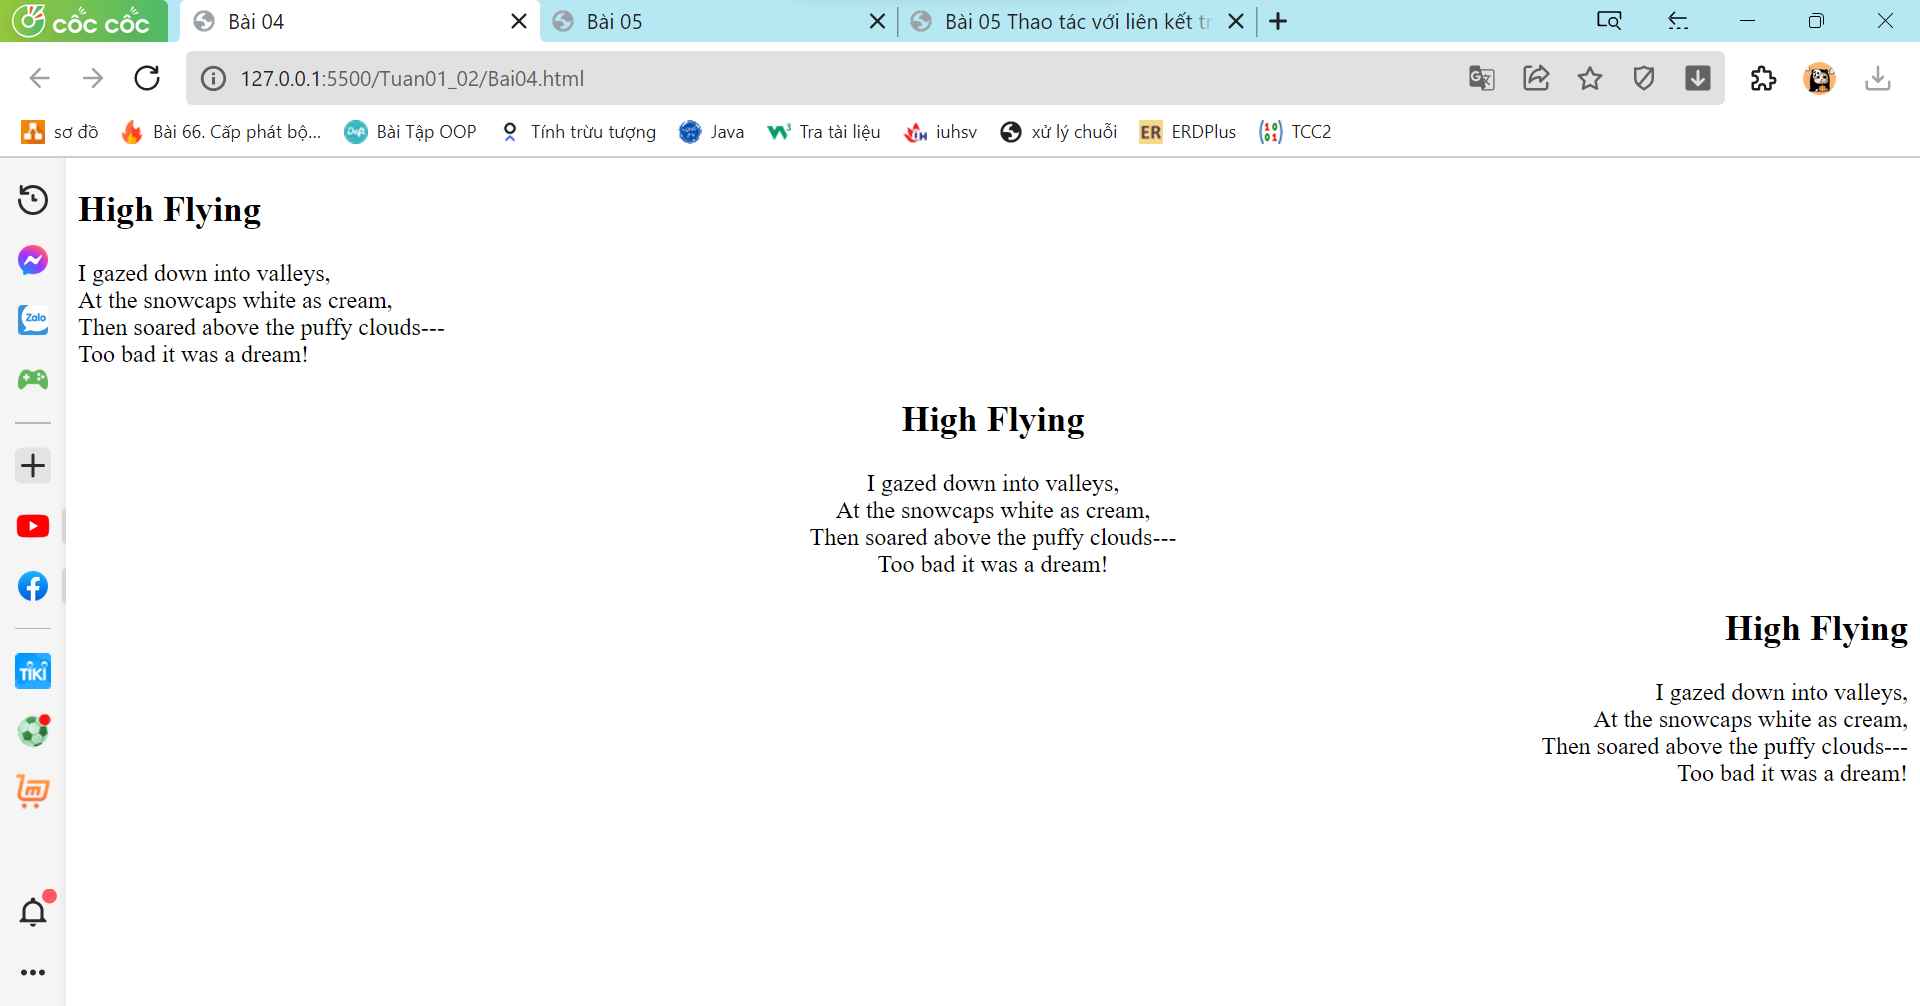 cốc cốc
Bài 04
Bài 05
Bài 05 Thao tác với liên kết tr
127.0.0.1:5500/Tuan01_02/Bai04.html
sơ đồ
Bài 66. Cấp phát bộ...
Bài Tập OOP
Tính trừu tượng
Java
Tra tài liệu
iuhsv
xử lý chuỗi
ER ERDPlus
TCC2
Zalo
TIKI
High Flying
I gazed down into valleys,
At the snowcaps white as cream,
Then soared above the puffy clouds---
Too bad it was a dream!
High Flying
I gazed down into valleys,
At the snowcaps white as cream,
Then soared above the puffy clouds---
Too bad it was a dream!
High Flying
I gazed down into valleys,
At the snowcaps white as cream,
Then soared above the puffy clouds---
Too bad it was a dream!